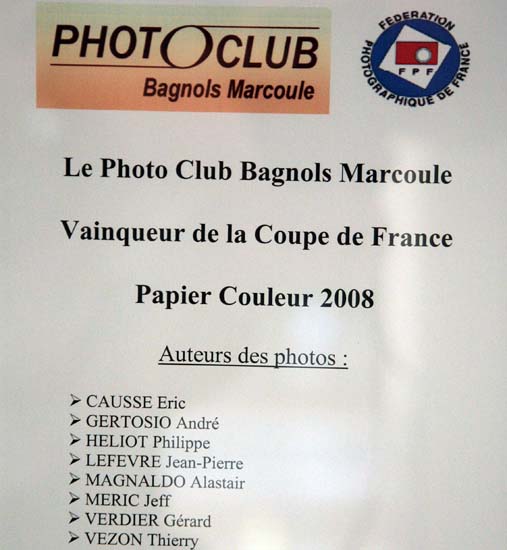 PHOTOCLUB
Bagnols Marcoule
FÉDÉRATION
PHOTOGRAPHIQUE DE FRANCE
FPF
Le Photo Club Bagnols Marcoule
Vainqueur de la Coupe de France
Papier Couleur 2008
Auteurs des photos :
➢ CAUSSE Eric
➢ GERTOSIO André
➢ HELIOT Philippe
➢ LEFEVRE Jean-Pierre
➢ MAGNALDO Alastair
➢ MERIC Jeff
➢ VERDIER Gérard
➢ VEZON Thierry